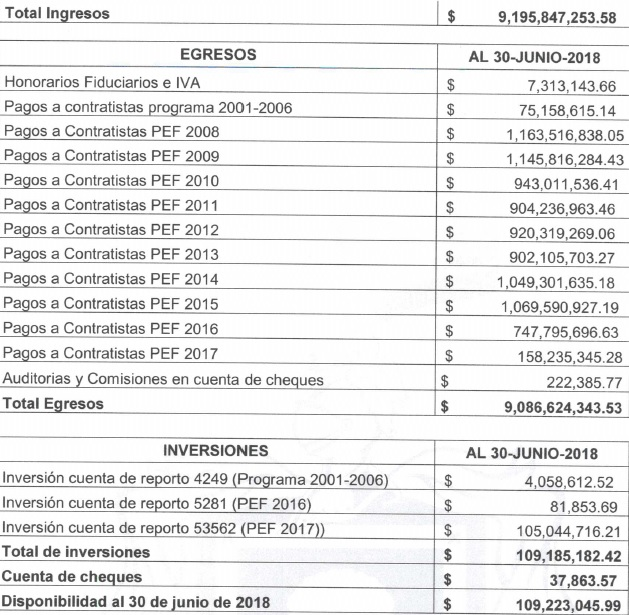 Total Ingresos $ 9,195,847,253.58
EGRESOS AL 30-JUNIO-2018
Honorarios Fiduciarios e IVA $ 7,313,143.66
Pagos a contratistas programa 2001-2006 $ 75,158,615.14
Pagos a Contratistas PEF 2008 $ 1,163,516,838.05
Pagos a Contratistas PEF 2009 $ 1,145,816,284.43
Pagos a Contratistas PEF 2010 $ 943,011,536.41
Pagos a Contratistas PEF 2011 $ 904,236,963.46
Pagos a Contratistas PEF 2012 $ 920,319,269.06
Pagos a Contratistas PEF 2013 $ 902,105,703.27
Pagos a Contratistas PEF 2014 $ 1,049,301,635.18
Pagos a Contratistas PEF 2015 $ 1,069,590,927.19
Pagos a Contratistas PEF 2016 $ 747,795,696.63
Pagos a Contratistas PEF 2017 $ 158,235,345.28
Auditorias y Comisiones en cuenta de cheques $ 222,385.77
Total Egresos $ 9,086,624,343.53
INVERSIONES AL 30-JUNIO-2018
Inversión cuenta de reporto 4249 (Programa 2001-2006) $ 4,058,612.52
Inversión cuenta de reporto 5281 (PEF 2016) $ 81,853.69
Inversión cuenta de reporto 53562 (PEF 2017)) $ 105,044,716.21
Total de inversiones $ 109,185,182.42
Cuenta de cheques $ 37,863.57
Disponibilidad al 30 de junio de 2018 $ 109,223,045.99